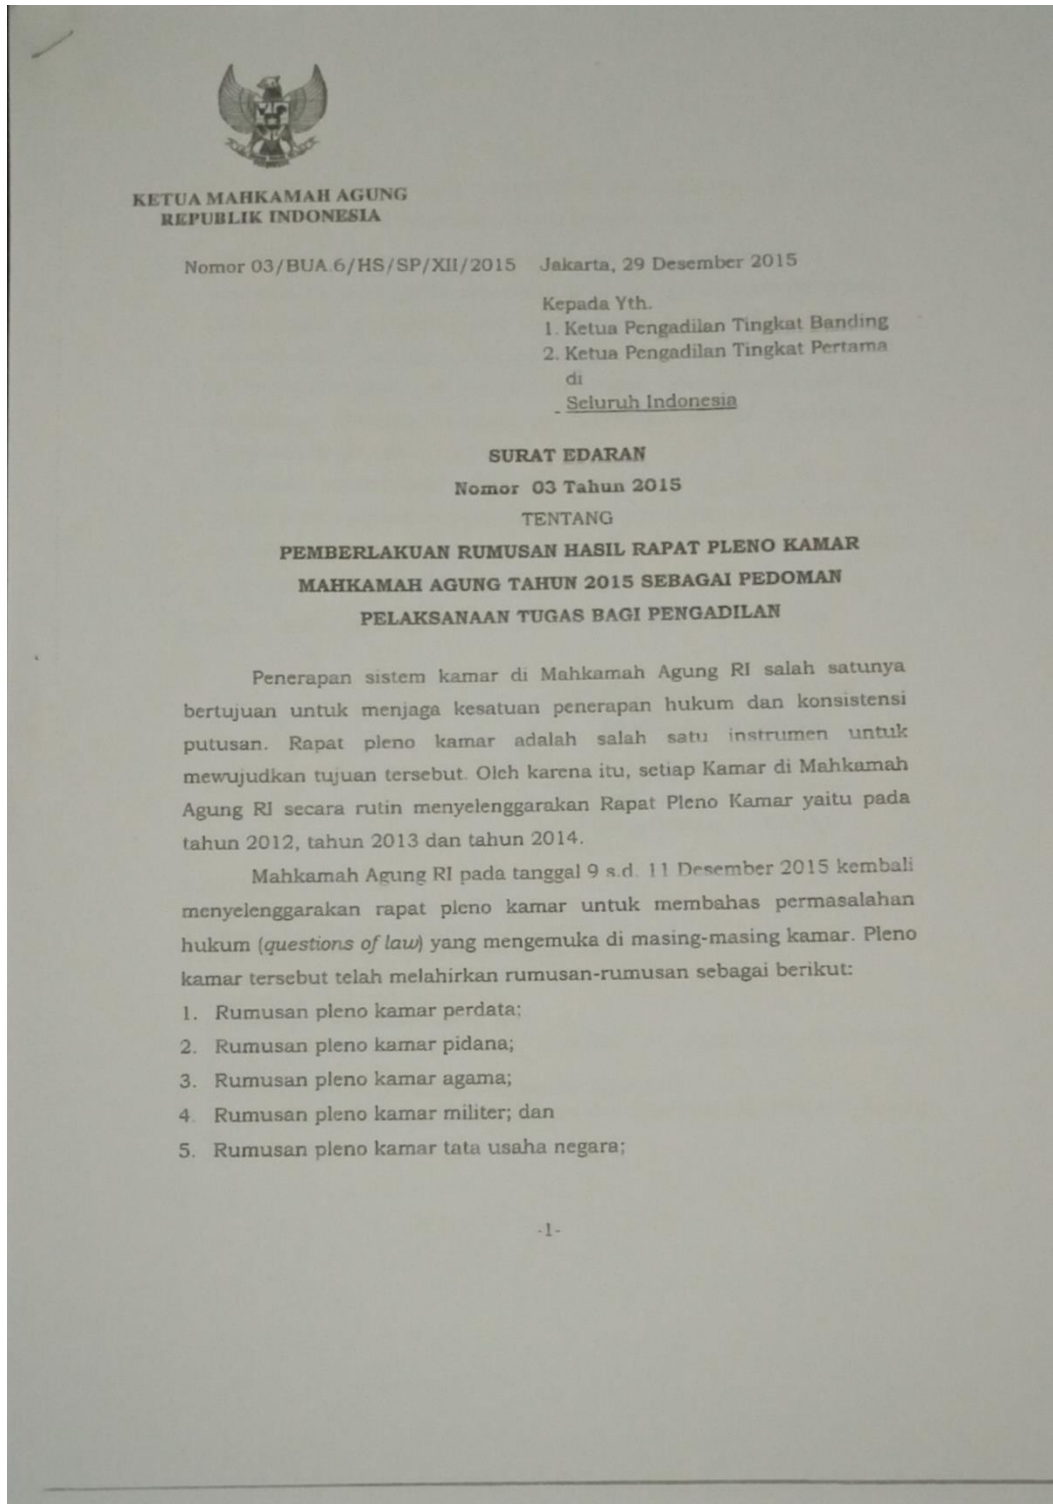 KETUA MAHKAMAH AGUNG
REPUBLIK INDONESIA
Nomor 03/BUA.6/HS/SP/XII/2015 Jakarta, 29 Desember 2015
Kepada Yth.
1. Ketua Pengadilan Tingkat Banding
2. Ketua Pengadilan Tingkat Pertama
di
Seluruh Indonesia
SURAT EDARAN
Nomor 03 Tahun 2015
TENTANG
PEMBERLAKUAN RUMUSAN HASIL RAPAT PLENO KAMAR
MAHKAMAH AGUNG TAHUN 2015 SEBAGAI PEDOMAN
PELAKSANAAN TUGAS BAGI PENGADILAN
Penerapan sistem kamar di Mahkamah Agung RI salah satunya
bertujuan untuk menjaga kesatuan penerapan hukum dan konsistensi
putusan. Rapat pleno kamar adalah salah satu instrumen untuk
mewujudkan tujuan tersebut. Oleh karena itu, setiap Kamar di Mahkamah
Agung RI secara rutin menyelenggarakan Rapat Pleno Kamar yaitu pada
tahun 2012, tahun 2013 dan tahun 2014.
Mahkamah Agung RI pada tanggal 9 s.d. 11 Desember 2015 kembali
menyelenggarakan rapat pleno kamar untuk membahas permasalahan
hukum (questions of law) yang mengemuka di masing-masing kamar. Pleno
kamar tersebut telah melahirkan rumusan-rumusan sebagai berikut:
1. Rumusan pleno kamar perdata;
2. Rumusan pleno kamar pidana;
3. Rumusan pleno kamar agama;
4. Rumusan pleno kamar militer; dan
5. Rumusan pleno kamar tata usaha negara;
-1-